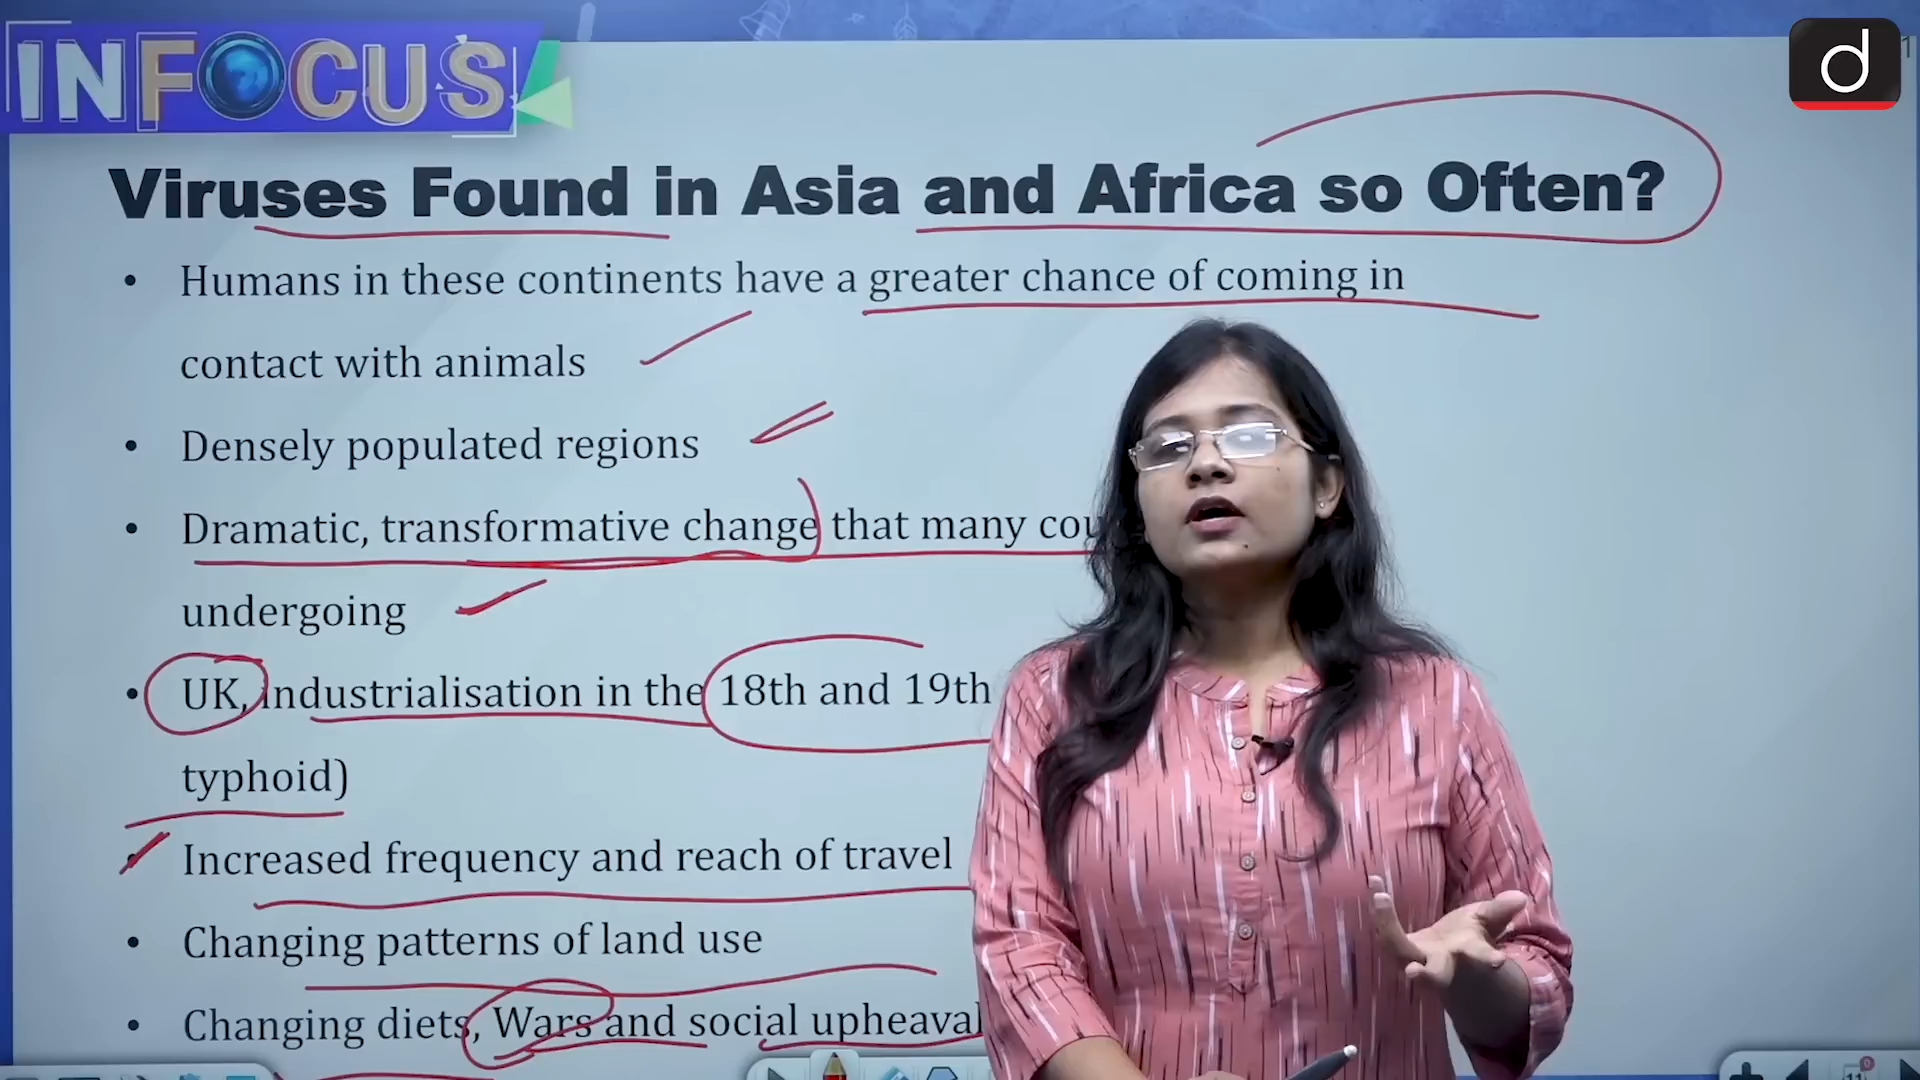 INFOCUS
d
Viruses Found in Asia and Africa so Often?
• Humans in these continents have a greater chance of coming in
contact with animals
• Densely populated regions
• Dramatic, transformative change that many
undergoing
• UK, industrialisation in the 18th and 19th
typhoid)
• Increased frequency and reach of travel
• Changing patterns of land use
• Changing diets, Wars and social upheaval